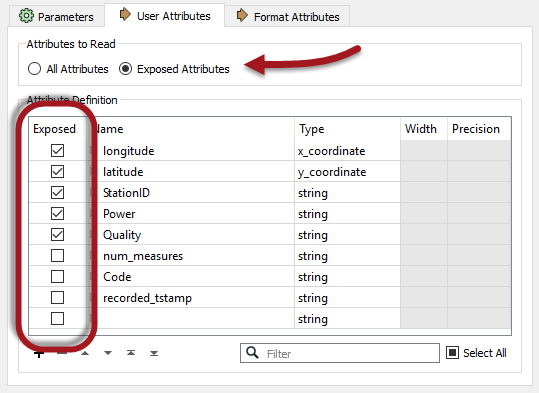 Parameters User Attributes Format Attributes
Attributes to Read
All Attributes Exposed Attributes
Attribute Definition
Exposed Name Type Width Precision
longitude x_coordinate
latitude y_coordinate
StationID string
Power string
Quality string
num_measures string
Code string
recorded_tstamp string
string
Filter Select All